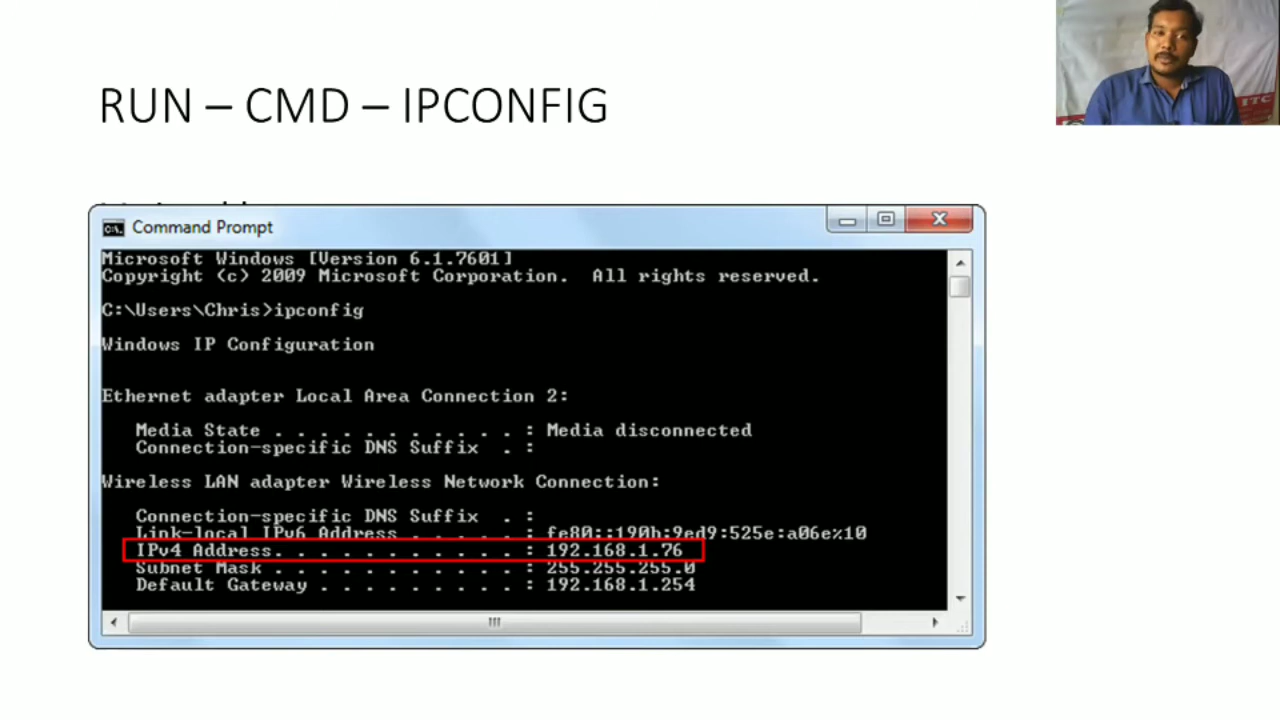 RUN – CMD – IPCONFIG
ITC
Command Prompt
Microsoft Windows [Version 6.1.7601]
Copyright (c) 2009 Microsoft Corporation.  All rights reserved.
C:\Users\Chris>ipconfig
Windows IP Configuration
Ethernet adapter Local Area Connection 2:
Media State . . . . . . . . . . . : Media disconnected
Connection-specific DNS Suffix  . :
Wireless LAN adapter Wireless Network Connection:
Connection-specific DNS Suffix  . :
Link-local IPv6 Address . . . . . : fe80::190b:9ed9:525e:a06e%10
IPv4 Address. . . . . . . . . . . : 192.168.1.76
Subnet Mask . . . . . . . . . . . : 255.255.255.0
Default Gateway . . . . . . . . . : 192.168.1.254